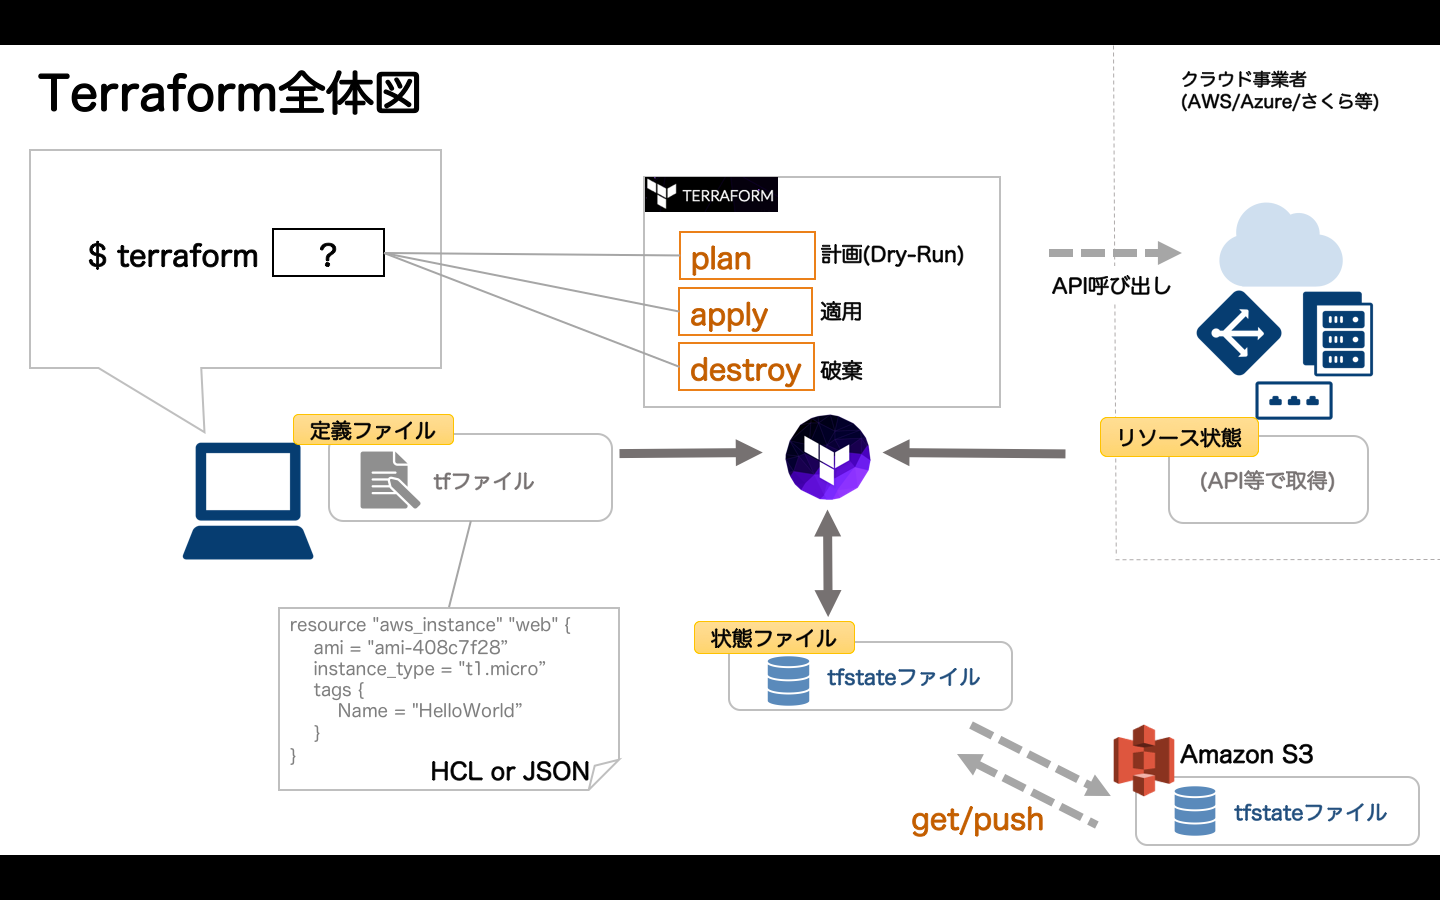 Terraform全体図
クラウド事業者
(AWS/Azure/さくら等)
$ terraform
?
TERRAFORM
plan
計画(Dry-Run)
apply
適用
destroy
破棄
API呼び出し
定義ファイル
tfファイル
リソース状態
(API等で取得)
resource "aws_instance" "web" {
ami = "ami-408c7f28”
instance_type = "t1.micro”
tags {
Name = "HelloWorld”
}
}
HCL or JSON
状態ファイル
tfstateファイル
get/push
Amazon S3
tfstateファイル